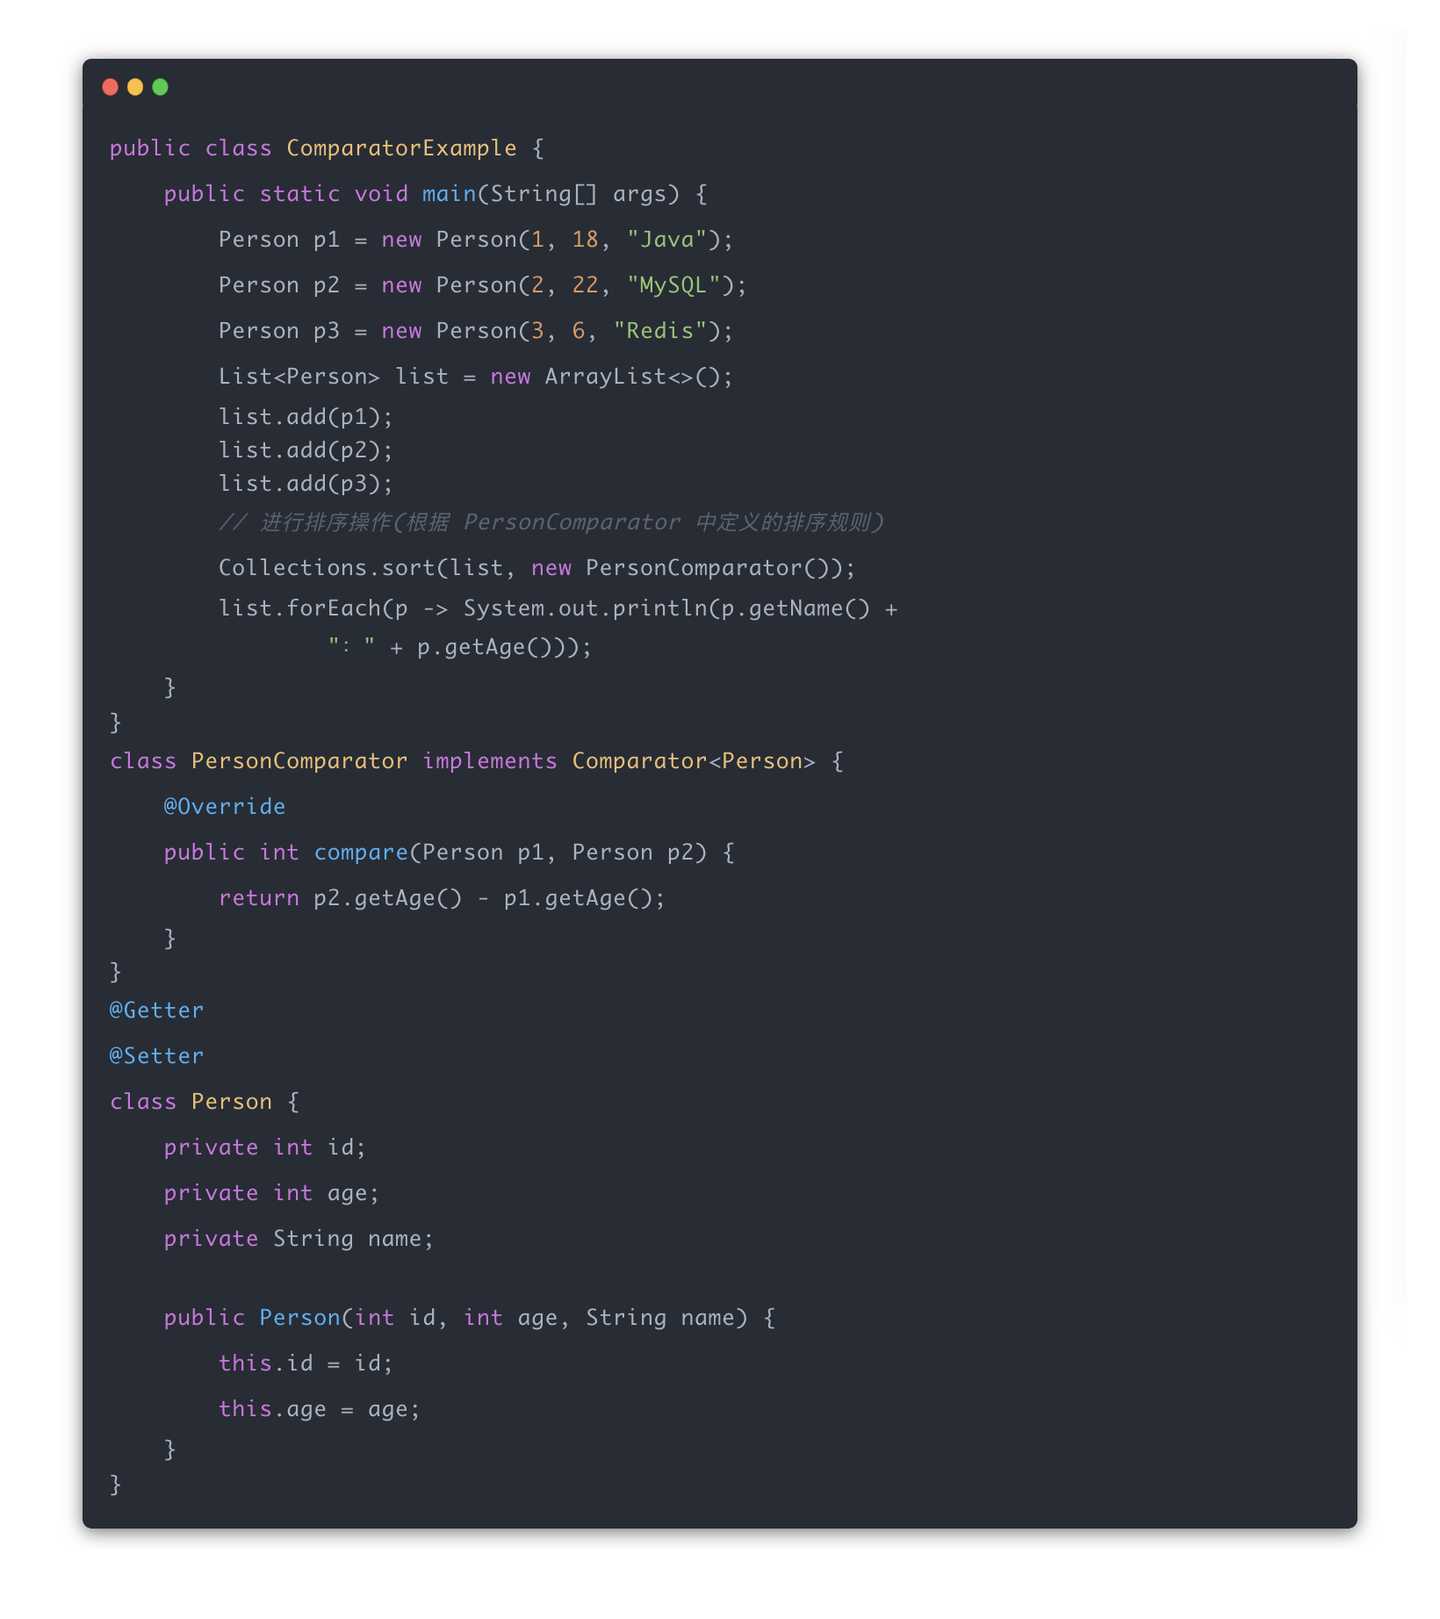 public class ComparatorExample {
    public static void main(String[] args) {
        Person p1 = new Person(1, 18, "Java");
        Person p2 = new Person(2, 22, "MySQL");
        Person p3 = new Person(3, 6, "Redis");
        List<Person> list = new ArrayList<>();
        list.add(p1);
        list.add(p2);
        list.add(p3);
        // 进行排序操作(根据 PersonComparator 中定义的排序规则)
        Collections.sort(list, new PersonComparator());
        list.forEach(p -> System.out.println(p.getName() +
                "：" + p.getAge()));
    }
}
class PersonComparator implements Comparator<Person> {
    @Override
    public int compare(Person p1, Person p2) {
        return p2.getAge() - p1.getAge();
    }
}
@Getter
@Setter
class Person {
    private int id;
    private int age;
    private String name;
    public Person(int id, int age, String name) {
        this.id = id;
        this.age = age;
    }
}